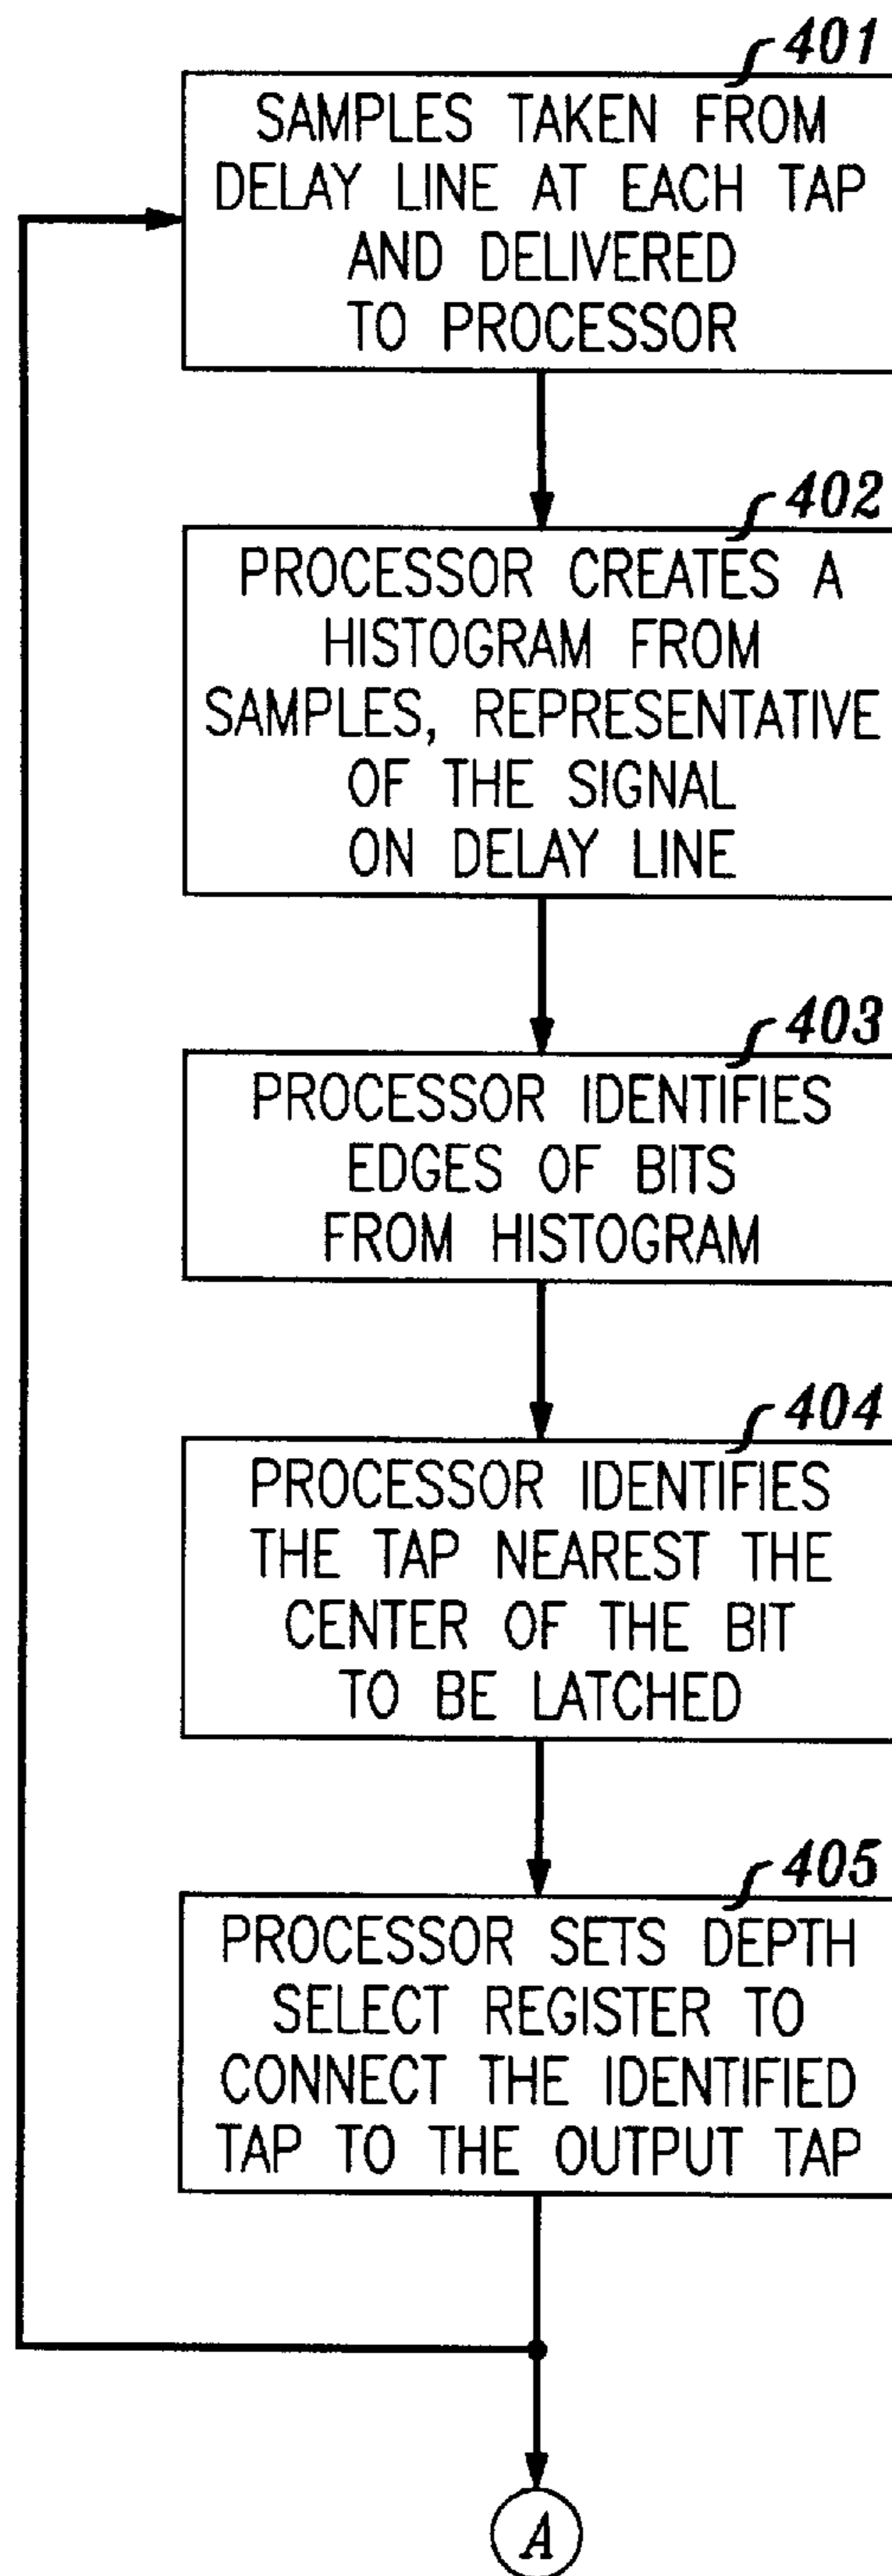 401
SAMPLES TAKEN FROM
DELAY LINE AT EACH TAP
AND DELIVERED
TO PROCESSOR
402
PROCESSOR CREATES A
HISTOGRAM FROM
SAMPLES, REPRESENTATIVE
OF THE SIGNAL
ON DELAY LINE
403
PROCESSOR IDENTIFIES
EDGES OF BITS
FROM HISTOGRAM
404
PROCESSOR IDENTIFIES
THE TAP NEAREST THE
CENTER OF THE BIT
TO BE LATCHED
405
PROCESSOR SETS DEPTH
SELECT REGISTER TO
CONNECT THE IDENTIFIED
TAP TO THE OUTPUT TAP
A